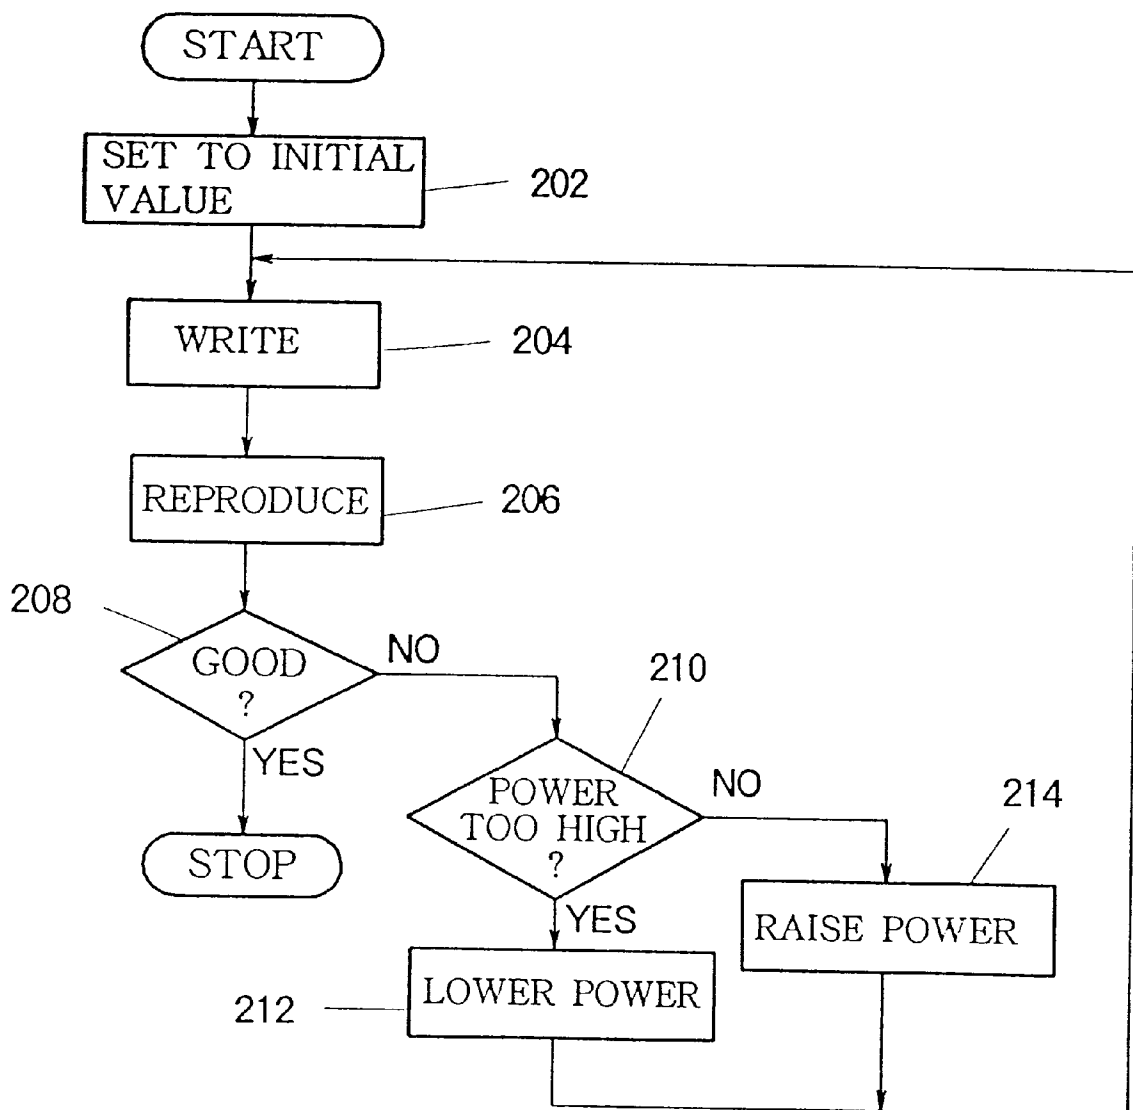 START
SET TO INITIAL
VALUE
202
WRITE
204
REPRODUCE
206
208
GOOD
?
NO
YES
STOP
210
POWER
TOO HIGH
?
NO
YES
214
RAISE POWER
LOWER POWER
212